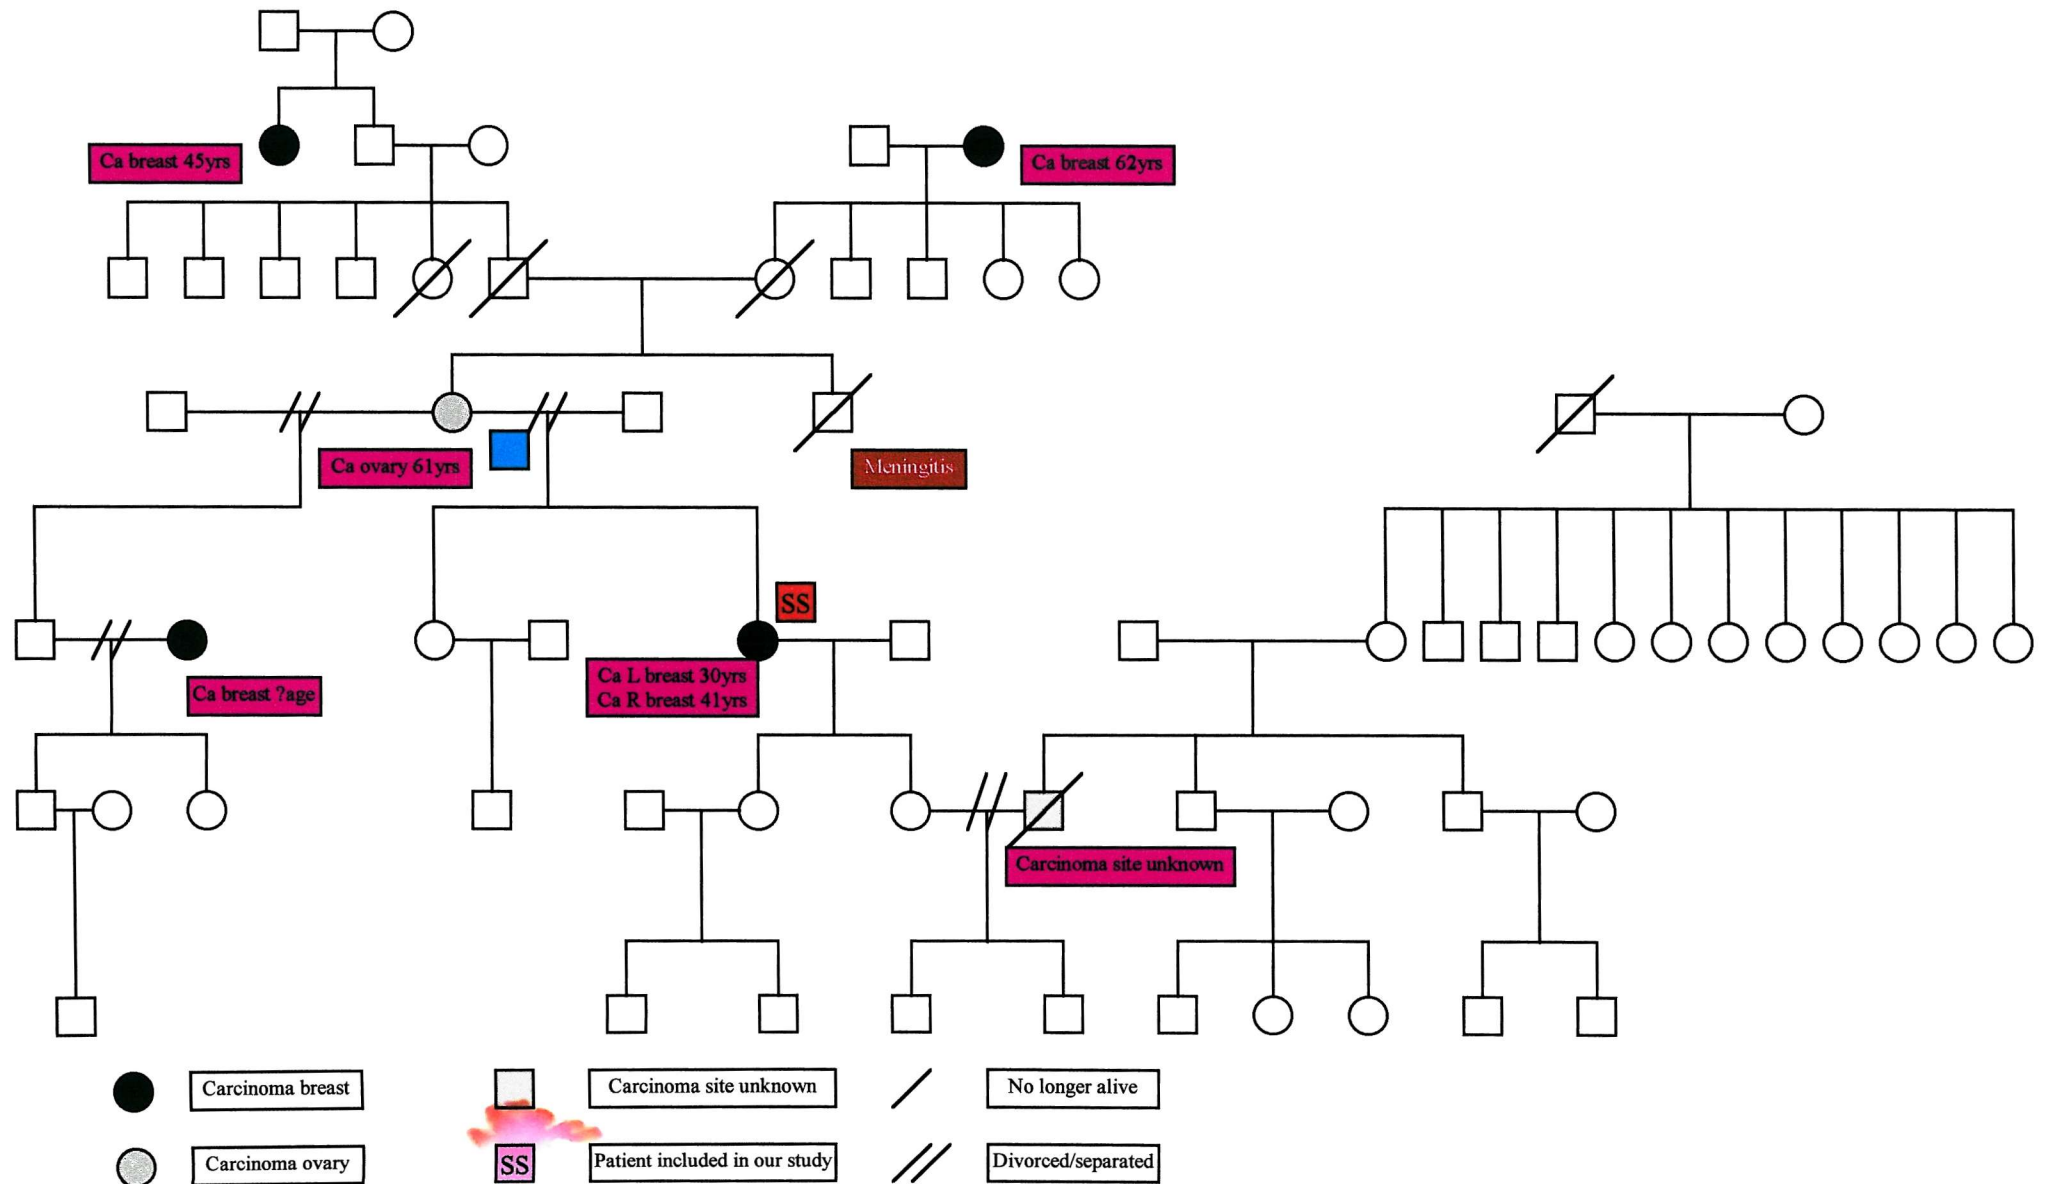 Ca breast 45yrs
Ca breast 62yrs
Ca ovary 61yrs
Meningitis
SS
Ca breast ?age
Ca L breast 30yrs
Ca R breast 41yrs
Carcinoma site unknown
Carcinoma breast
Carcinoma site unknown
No longer alive
Carcinoma ovary
SS
Patient included in our study
Divorced/separated